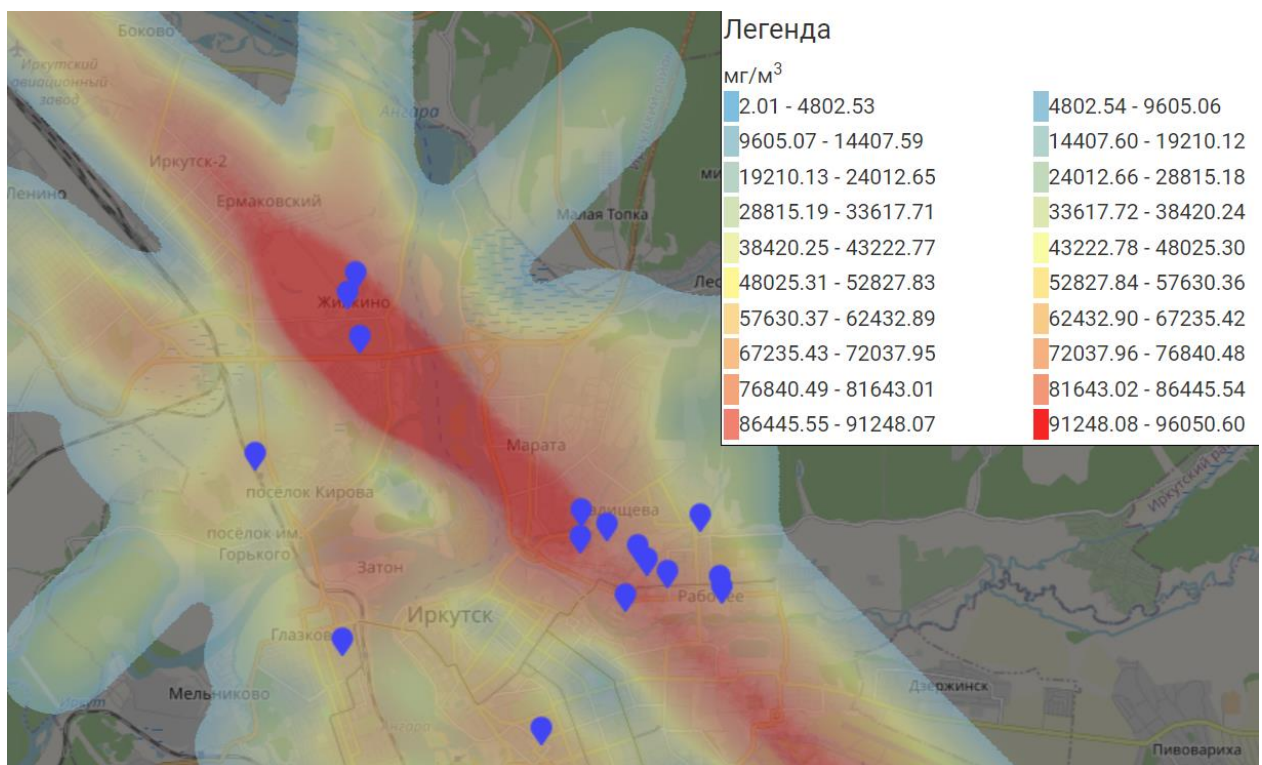 Легенда
мг/м³
2.01 - 4802.53
4802.54 - 9605.06
9605.07 - 14407.59
14407.60 - 19210.12
19210.13 - 24012.65
24012.66 - 28815.18
28815.19 - 33617.71
33617.72 - 38420.24
38420.25 - 43222.77
43222.78 - 48025.30
48025.31 - 52827.83
52827.84 - 57630.36
57630.37 - 62432.89
62432.90 - 67235.42
67235.43 - 72037.95
72037.96 - 76840.48
76840.49 - 81643.01
81643.02 - 86445.54
86445.55 - 91248.07
91248.08 - 96050.60
Боково
Иркутский
авиационный
завод
Ангара
Иркутск-2
Ленино
Ермаковский
Малая Топка
Марата
посёлок Кирова
посёлок им.
Горького
Затон
Иркутск
Мельниково
Иркут
Ангара
Дзержинск
Пивовариха